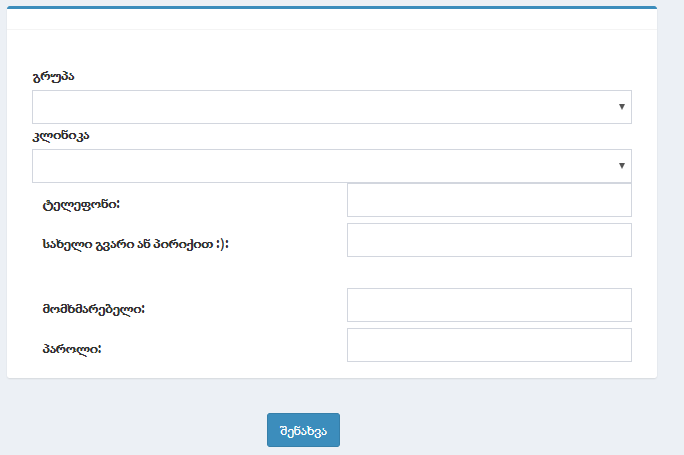 გრუპა
კლინიკა
ტელეფონი:
სახელი გვარი ან პირიქით :):
მომხმარებელი:
პაროლი:
შენახვა